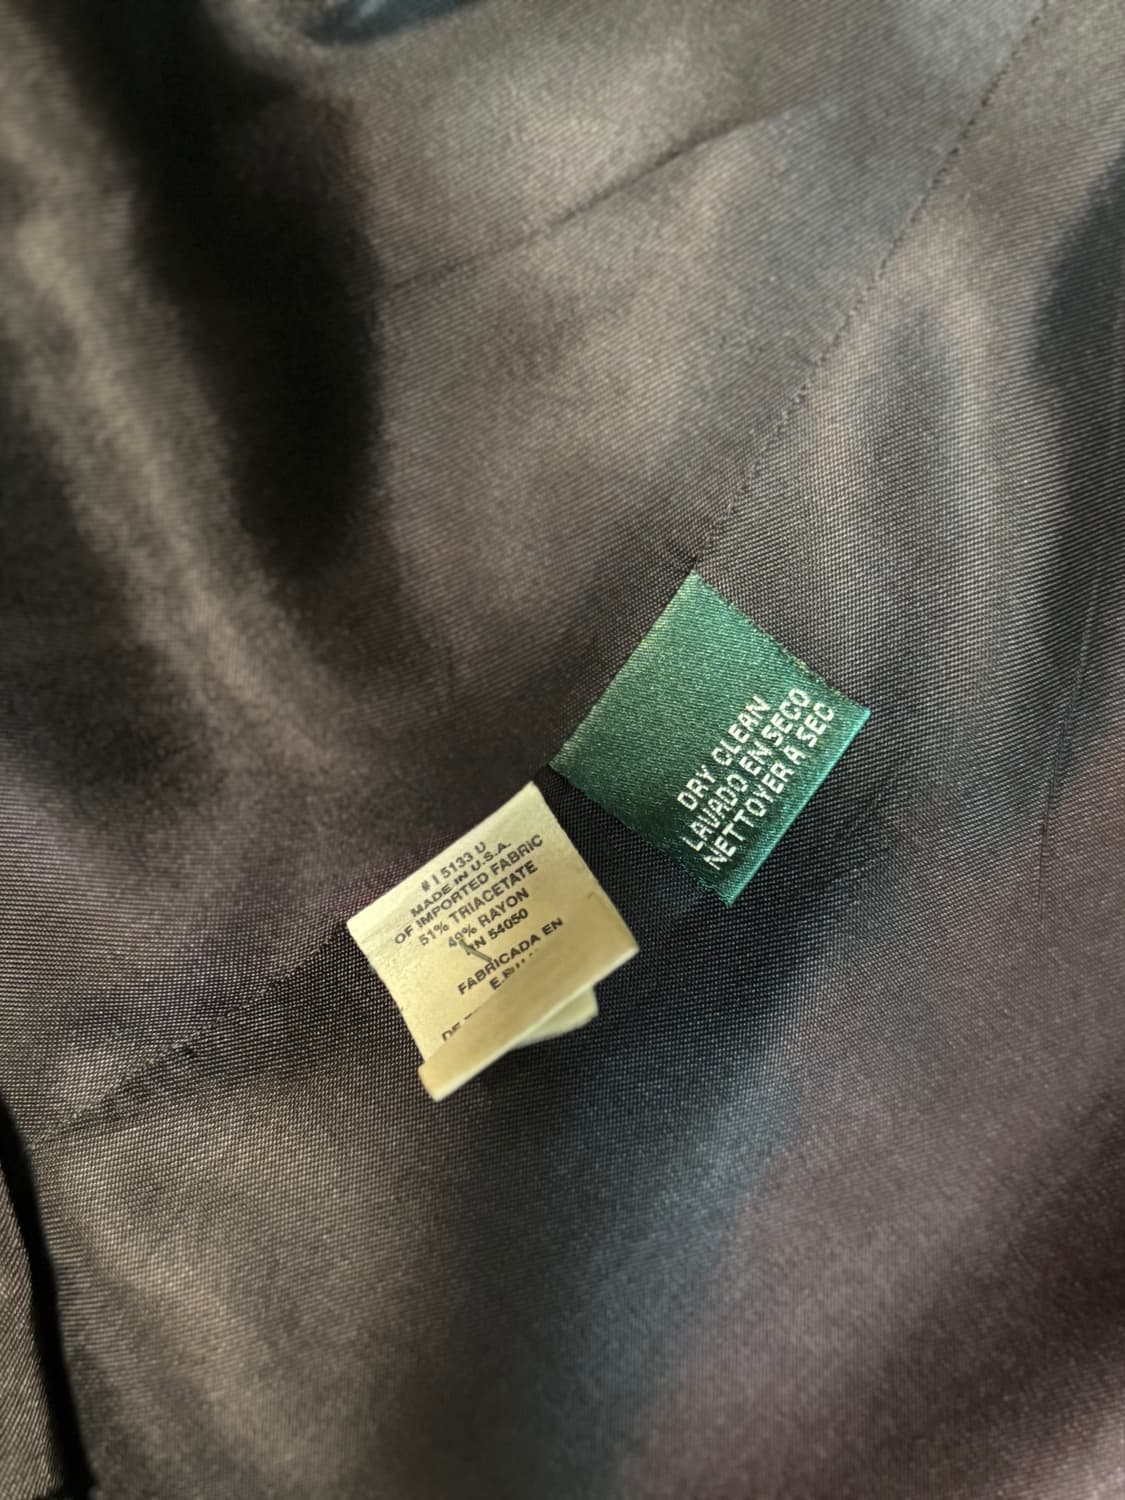 #15133 U
MADE IN U.S.A.
OF IMPORTED FABRIC
51% TRIACETATE
49% RAYON
RN 54050
FABRICADA EN
DRY CLEAN
LAVADO EN SECO
NETTOYER A SEC